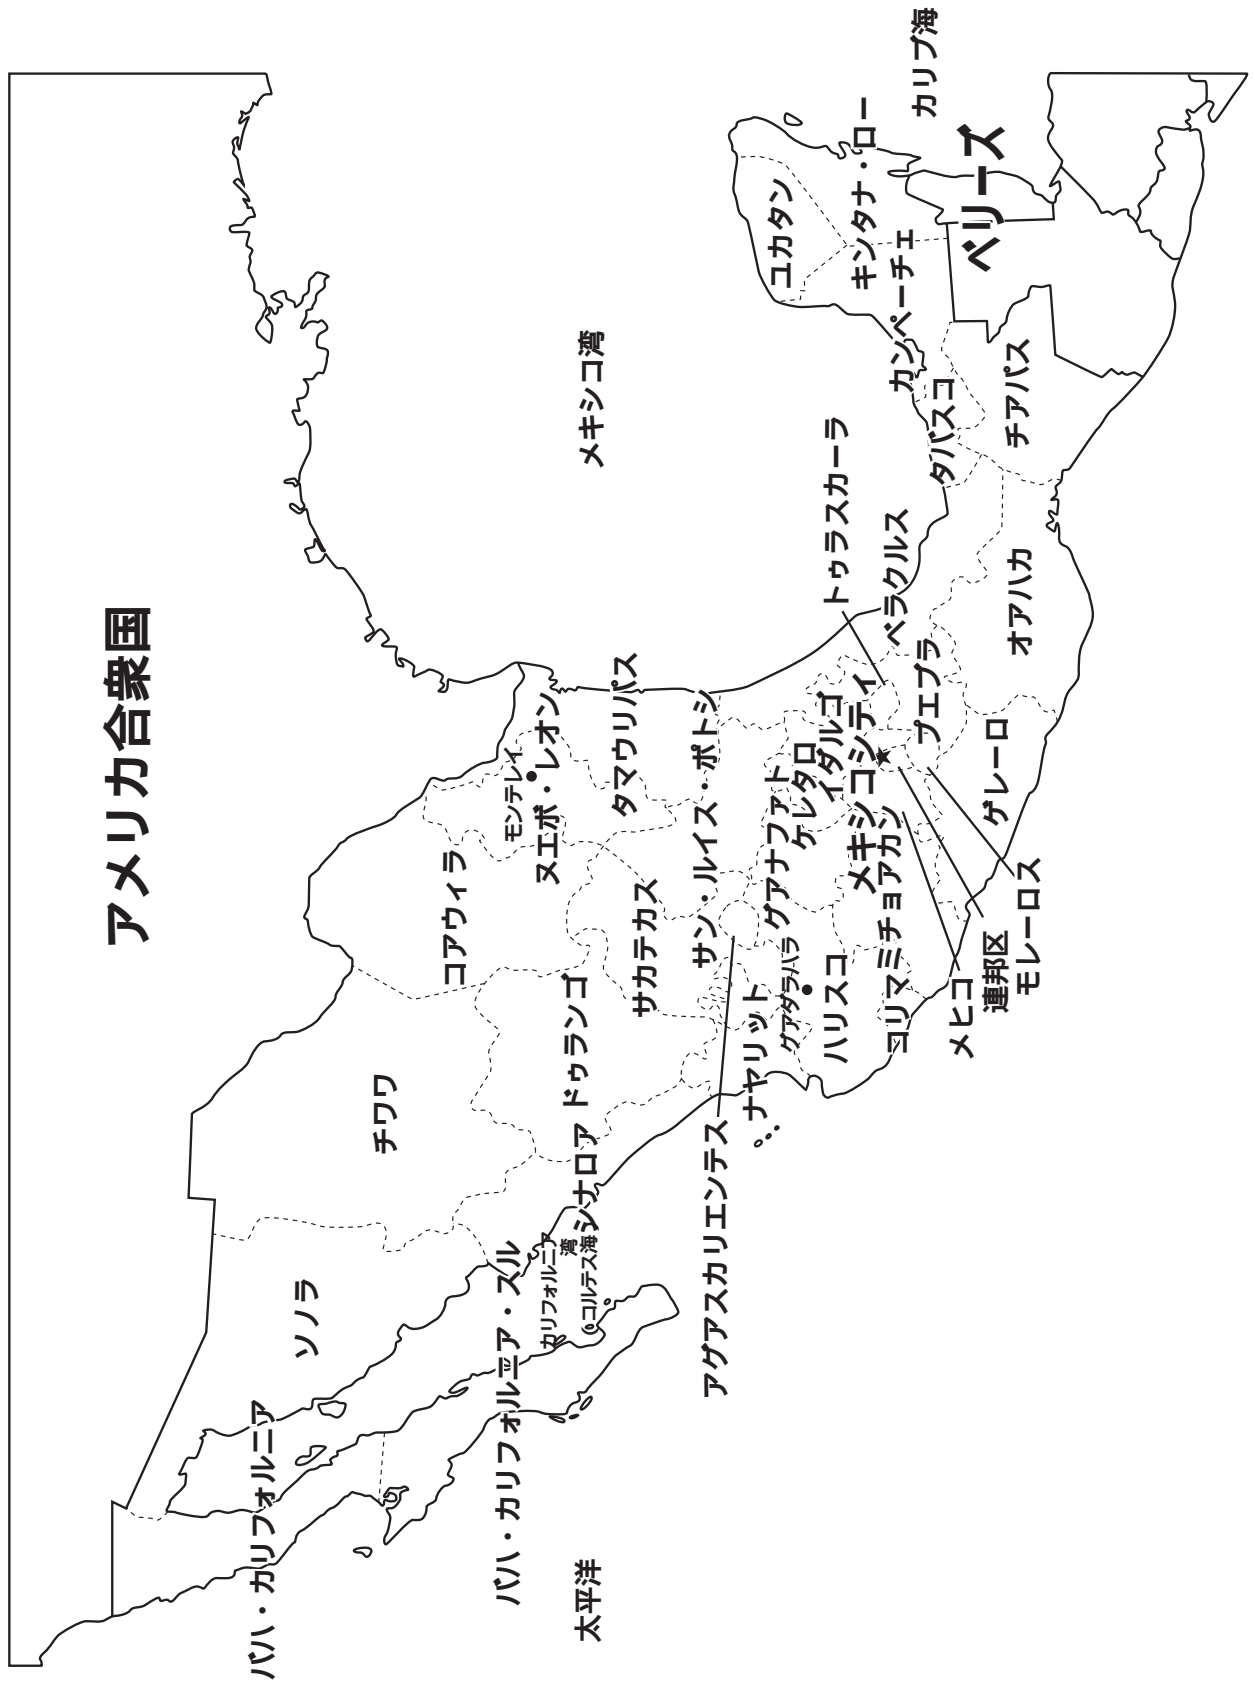 アメリカ合衆国
バハ・カリフォルニア
ソノラ
チワワ
コアウィラ
モンテレイ
ヌエボ・レオン
バハ・カリフォルニア・スル
カリフォルニア
湾
(コルテス海
シナロア
ドゥランゴ
タマウリパス
メキシコ湾
太平洋
サカテカス
サン・ルイス・ポトシ
アグアスカリエンテス
ナヤリット
グアナファト
グアダラハラ
ケレタロ
イダルゴ
ハリスコ
トゥラスカーラ
メキシコシティ
ミチョアカン
コリマ
ベラクルス
プエブラ
タバスコ
カンペーチェ
ユカタン
キンタナ・ロー
カリブ海
ベリーズ
メヒコ
連邦区
モレーロス
ゲレーロ
オアハカ
チアパス